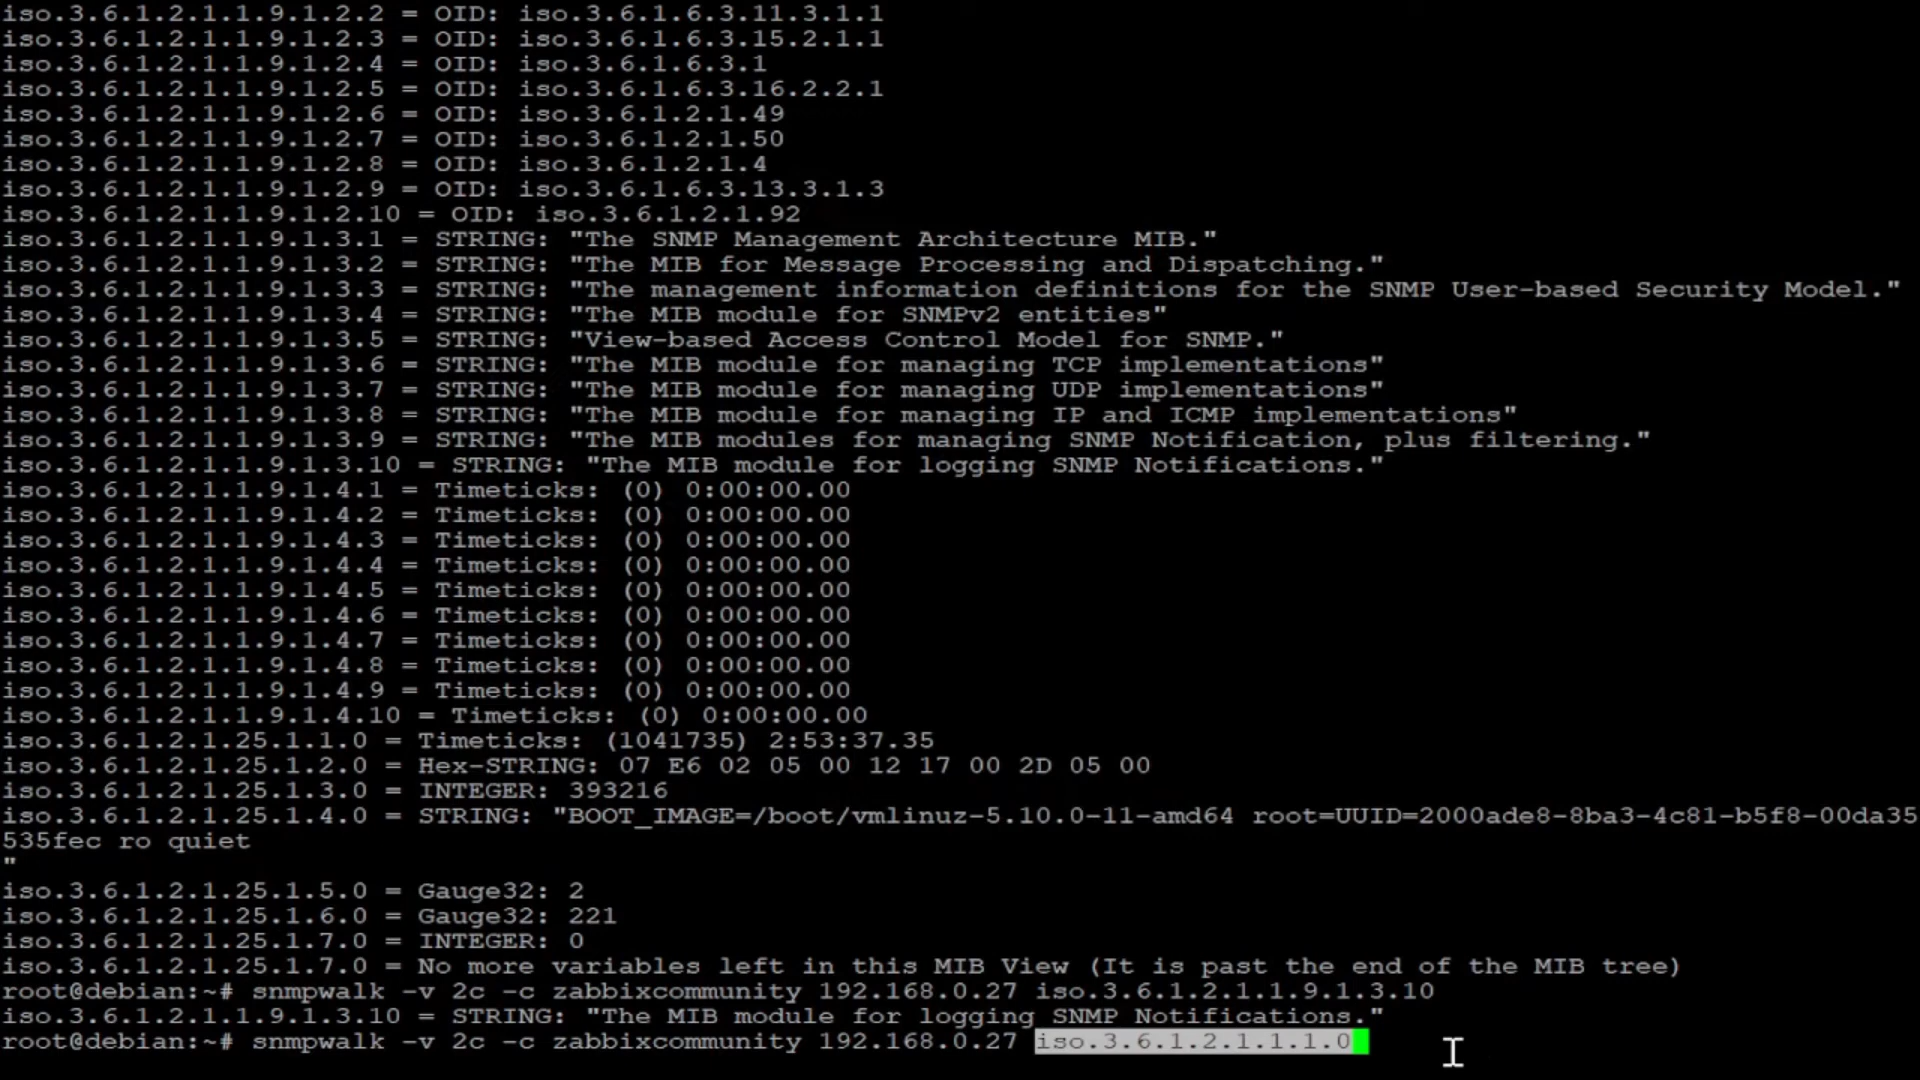 iso.3.6.1.2.1.1.9.1.2.2 = OID: iso.3.6.1.6.3.11.3.1.1
iso.3.6.1.2.1.1.9.1.2.3 = OID: iso.3.6.1.6.3.15.2.1.1
iso.3.6.1.2.1.1.9.1.2.4 = OID: iso.3.6.1.6.3.1
iso.3.6.1.2.1.1.9.1.2.5 = OID: iso.3.6.1.6.3.16.2.2.1
iso.3.6.1.2.1.1.9.1.2.6 = OID: iso.3.6.1.2.1.49
iso.3.6.1.2.1.1.9.1.2.7 = OID: iso.3.6.1.2.1.50
iso.3.6.1.2.1.1.9.1.2.8 = OID: iso.3.6.1.2.1.4
iso.3.6.1.2.1.1.9.1.2.9 = OID: iso.3.6.1.6.3.13.3.1.3
iso.3.6.1.2.1.1.9.1.2.10 = OID: iso.3.6.1.2.1.92
iso.3.6.1.2.1.1.9.1.3.1 = STRING: "The SNMP Management Architecture MIB."
iso.3.6.1.2.1.1.9.1.3.2 = STRING: "The MIB for Message Processing and Dispatching."
iso.3.6.1.2.1.1.9.1.3.3 = STRING: "The management information definitions for the SNMP User-based Security Model."
iso.3.6.1.2.1.1.9.1.3.4 = STRING: "The MIB module for SNMPv2 entities"
iso.3.6.1.2.1.1.9.1.3.5 = STRING: "View-based Access Control Model for SNMP."
iso.3.6.1.2.1.1.9.1.3.6 = STRING: "The MIB module for managing TCP implementations"
iso.3.6.1.2.1.1.9.1.3.7 = STRING: "The MIB module for managing UDP implementations"
iso.3.6.1.2.1.1.9.1.3.8 = STRING: "The MIB module for managing IP and ICMP implementations"
iso.3.6.1.2.1.1.9.1.3.9 = STRING: "The MIB modules for managing SNMP Notification, plus filtering."
iso.3.6.1.2.1.1.9.1.3.10 = STRING: "The MIB module for logging SNMP Notifications."
iso.3.6.1.2.1.1.9.1.4.1 = Timeticks: (0) 0:00:00.00
iso.3.6.1.2.1.1.9.1.4.2 = Timeticks: (0) 0:00:00.00
iso.3.6.1.2.1.1.9.1.4.3 = Timeticks: (0) 0:00:00.00
iso.3.6.1.2.1.1.9.1.4.4 = Timeticks: (0) 0:00:00.00
iso.3.6.1.2.1.1.9.1.4.5 = Timeticks: (0) 0:00:00.00
iso.3.6.1.2.1.1.9.1.4.6 = Timeticks: (0) 0:00:00.00
iso.3.6.1.2.1.1.9.1.4.7 = Timeticks: (0) 0:00:00.00
iso.3.6.1.2.1.1.9.1.4.8 = Timeticks: (0) 0:00:00.00
iso.3.6.1.2.1.1.9.1.4.9 = Timeticks: (0) 0:00:00.00
iso.3.6.1.2.1.1.9.1.4.10 = Timeticks: (0) 0:00:00.00
iso.3.6.1.2.1.25.1.1.0 = Timeticks: (1041735) 2:53:37.35
iso.3.6.1.2.1.25.1.2.0 = Hex-STRING: 07 E6 02 05 00 12 17 00 2D 05 00
iso.3.6.1.2.1.25.1.3.0 = INTEGER: 393216
iso.3.6.1.2.1.25.1.4.0 = STRING: "BOOT_IMAGE=/boot/vmlinuz-5.10.0-11-amd64 root=UUID=2000ade8-8ba3-4c81-b5f8-00da35
535fec ro quiet
"
iso.3.6.1.2.1.25.1.5.0 = Gauge32: 2
iso.3.6.1.2.1.25.1.6.0 = Gauge32: 221
iso.3.6.1.2.1.25.1.7.0 = INTEGER: 0
iso.3.6.1.2.1.25.1.7.0 = No more variables left in this MIB View (It is past the end of the MIB tree)
root@debian:~# snmpwalk -v 2c -c zabbixcommunity 192.168.0.27 iso.3.6.1.2.1.1.9.1.3.10
iso.3.6.1.2.1.1.9.1.3.10 = STRING: "The MIB module for logging SNMP Notifications."
root@debian:~# snmpwalk -v 2c -c zabbixcommunity 192.168.0.27 iso.3.6.1.2.1.1.1.0